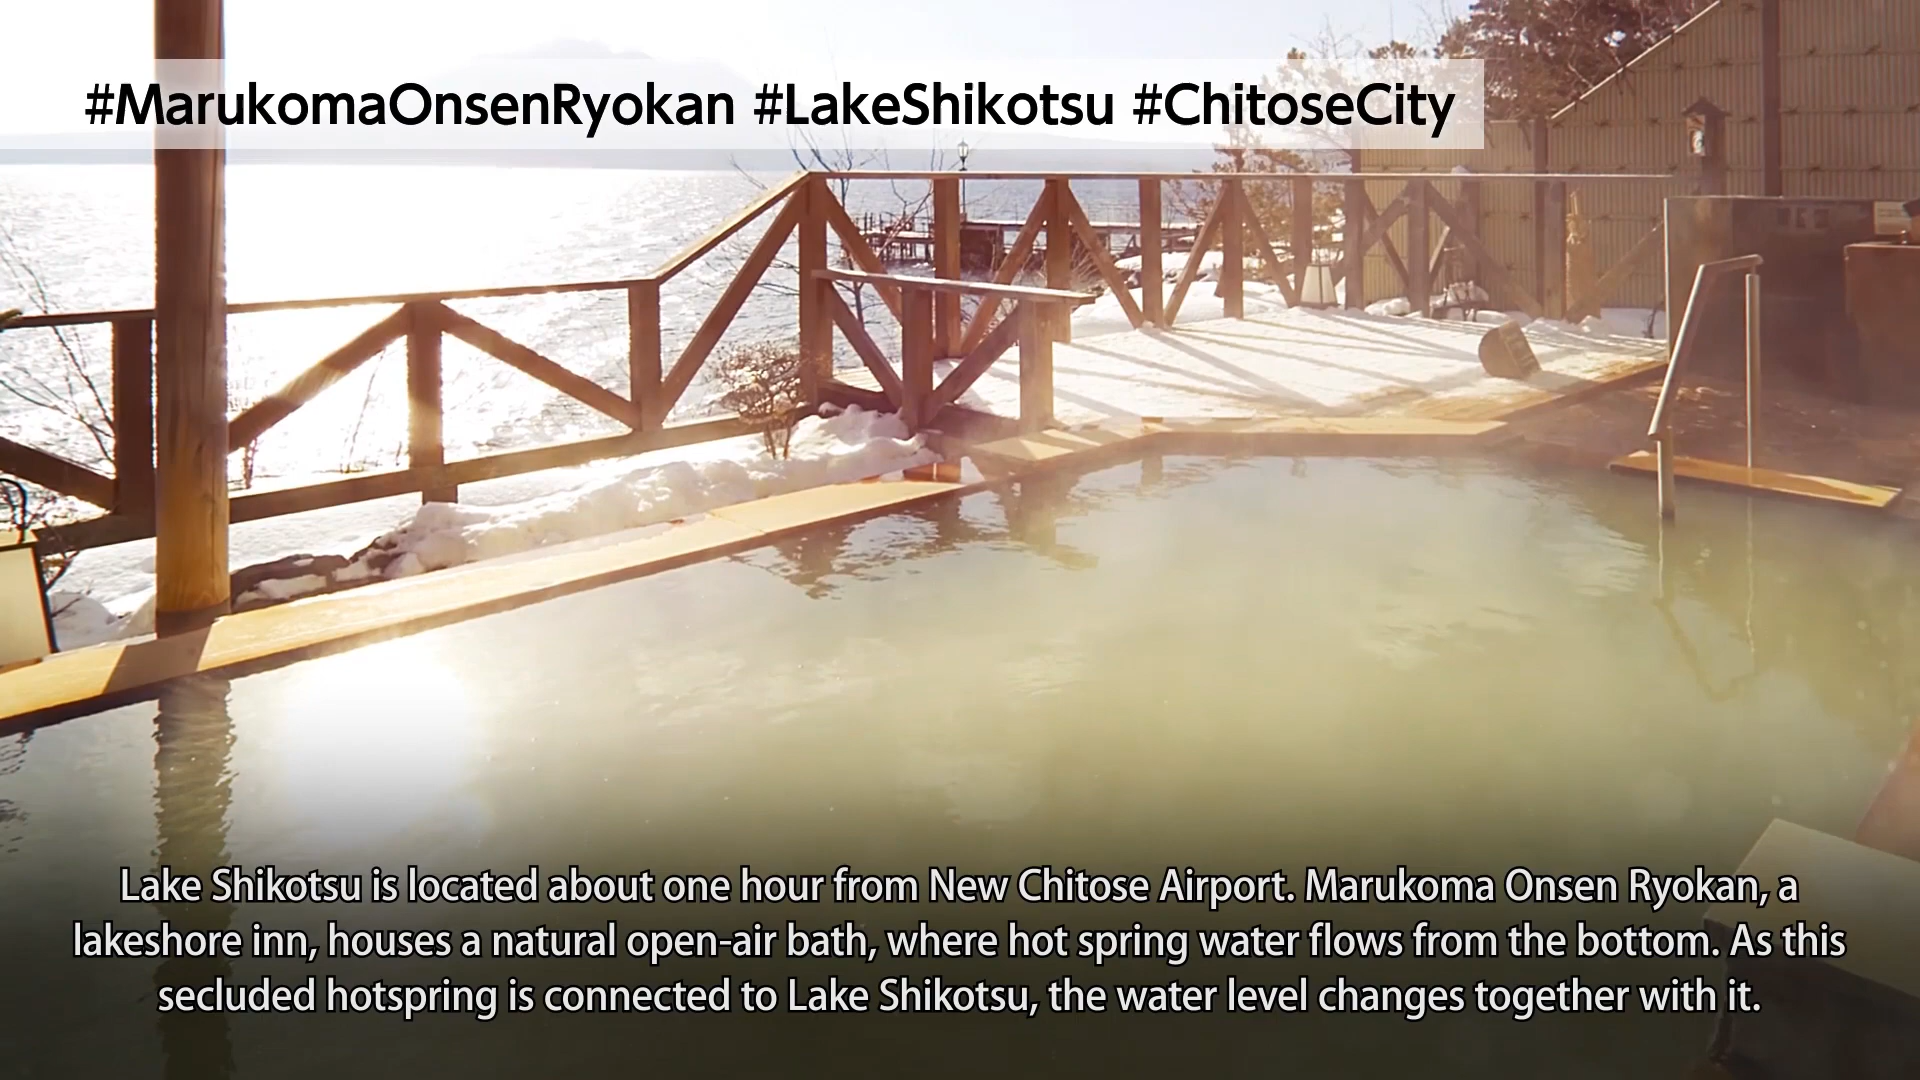 #MarukomaOnsenRyokan #LakeShikotsu #ChitoseCity
Lake Shikotsu is located about one hour from New Chitose Airport. Marukoma Onsen Ryokan, a
lakeshore inn, houses a natural open-air bath, where hot spring water flows from the bottom. As this
secluded hotspring is connected to Lake Shikotsu, the water level changes together with it.